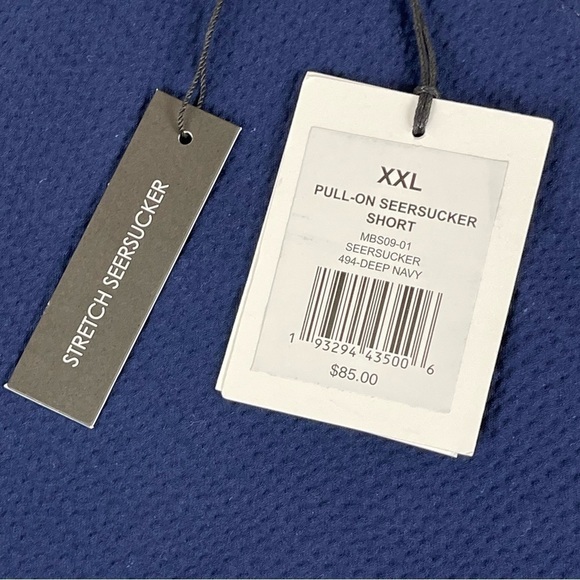 STRETCH SEERSUCKER
XXL
PULL-ON SEERSUCKER
SHORT
MBS09-01
SEERSUCKER
494-DEEP NAVY
1 93294 43500 6
$85.00